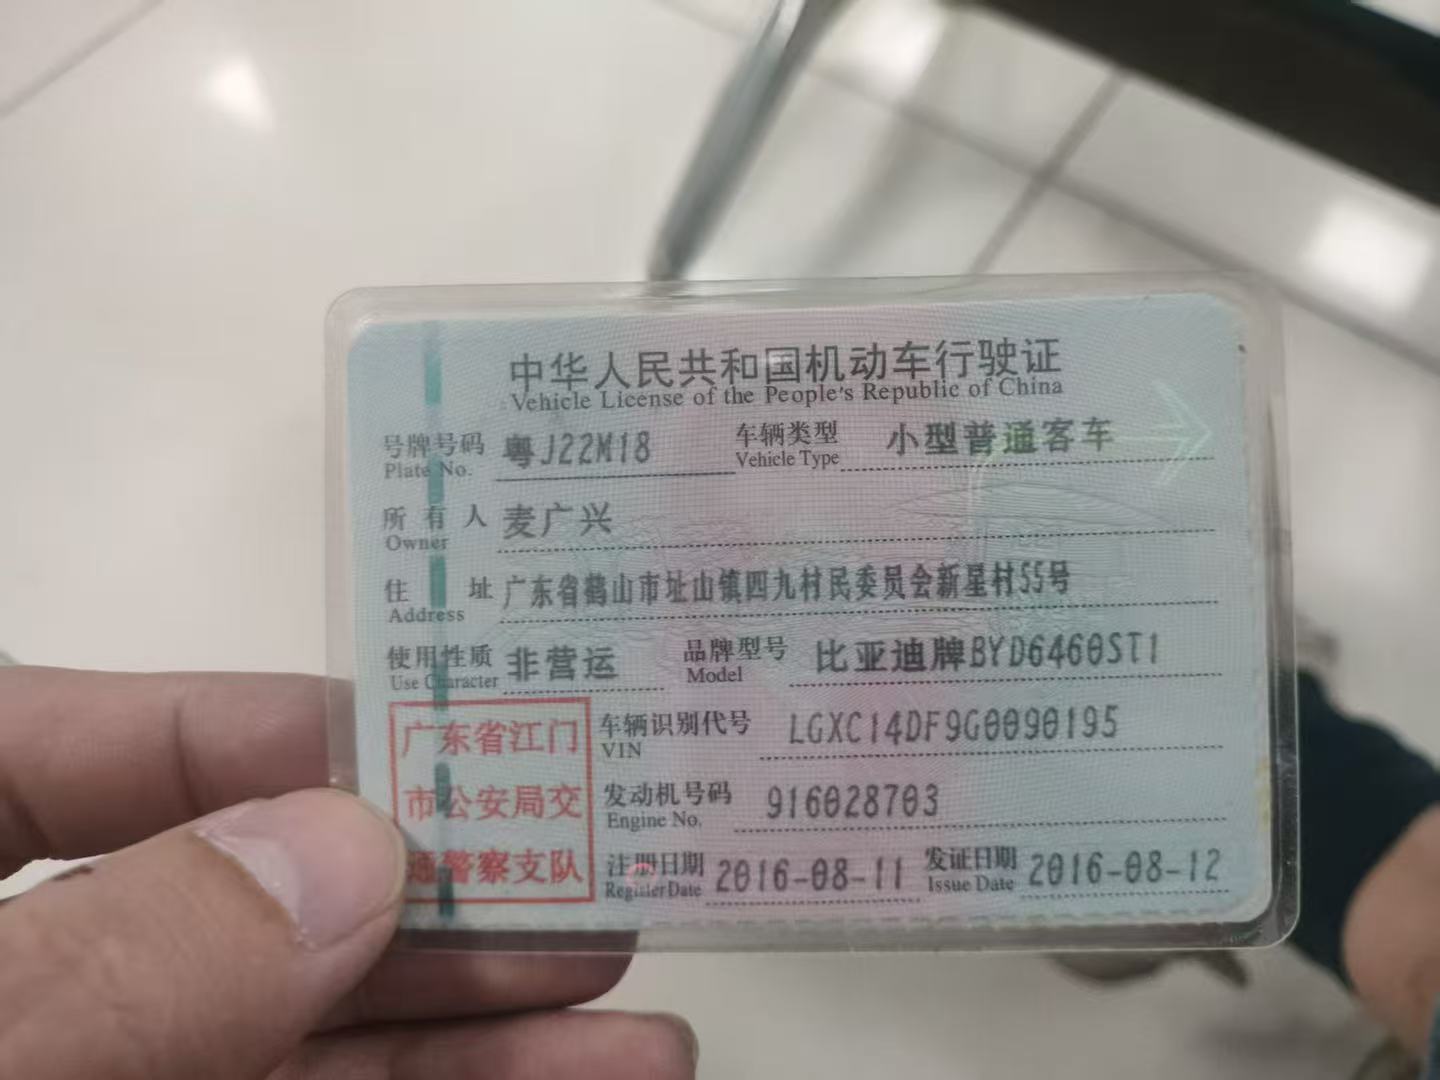 中华人民共和国机动车行驶证
Vehicle License of the People's Republic of China
号牌号码 粤J22M18 车辆类型 小型普通客车
Plate No. Vehicle Type
所有人 麦广兴
Owner
住址 广东省鹤山市址山镇四九村民委员会新星村55号
Address
使用性质 非营运 品牌型号 比亚迪牌BYD6460ST1
Use Character Model
广东省江门 车辆识别代号 LGXC14DF9G0090195
VIN
市公安局交 发动机号码 916028703
Engine No.
通警察支队 注册日期 2016-08-11 发证日期 2016-08-12
Register Date Issue Date